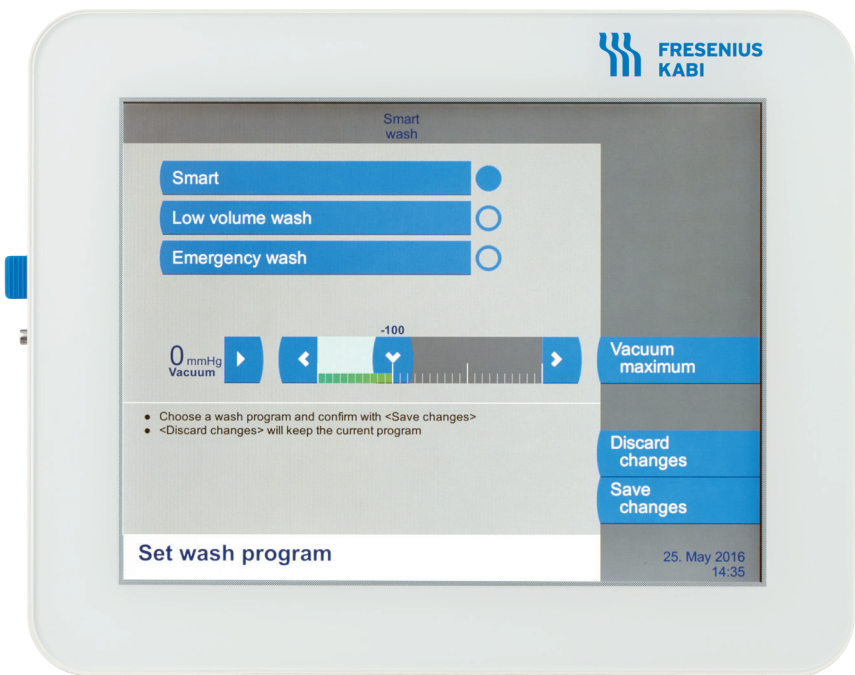 FRESENIUS
KABI
Smart
wash
Smart
Low volume wash
Emergency wash
-100
0 mmHg
Vacuum
Vacuum
maximum
● Choose a wash program and confirm with <Save changes>
● <Discard changes> will keep the current program
Discard
changes
Save
changes
Set wash program
25. May 2016
14:35